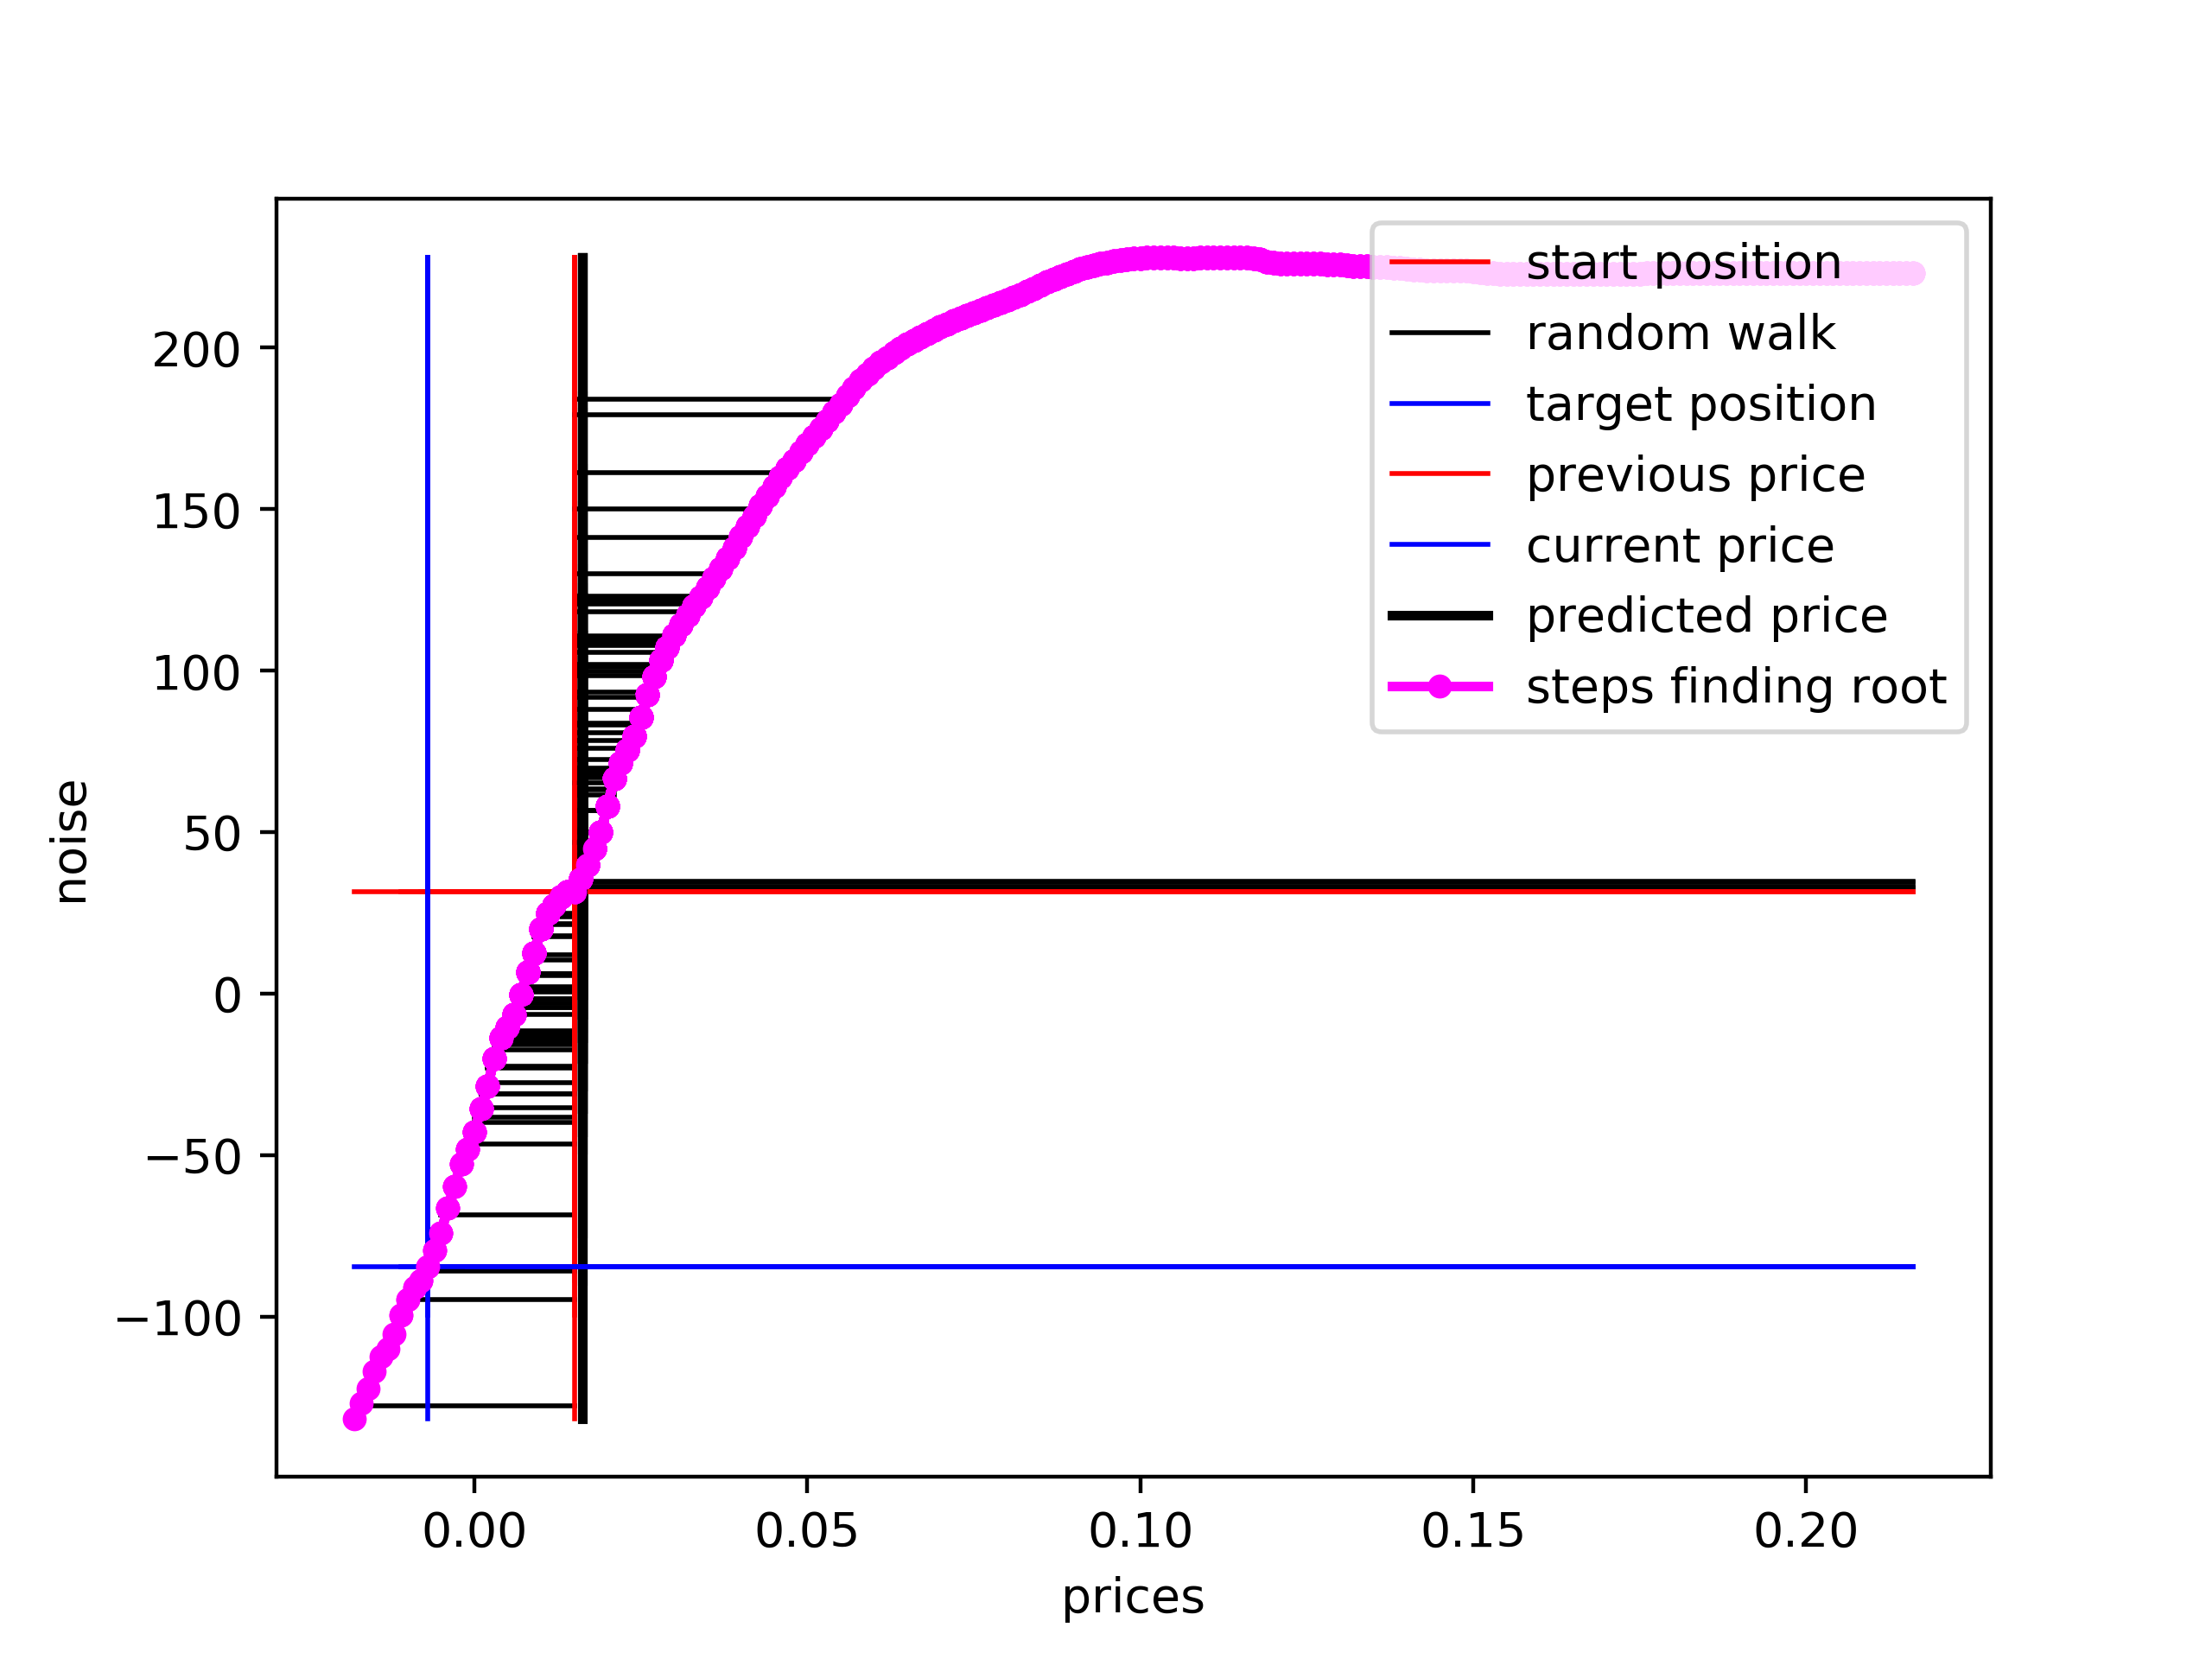 start position
random walk
target position
previous price
current price
predicted price
steps finding root
noise
200
150
100
50
0
−50
−100
0.00 0.05 0.10 0.15 0.20
prices